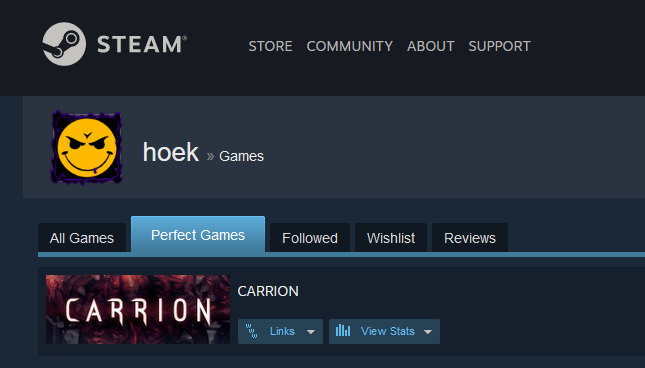 STEAM®
STORE COMMUNITY ABOUT SUPPORT
hoek » Games
All Games Perfect Games Followed Wishlist Reviews
CARRION
CARRION
Links View Stats